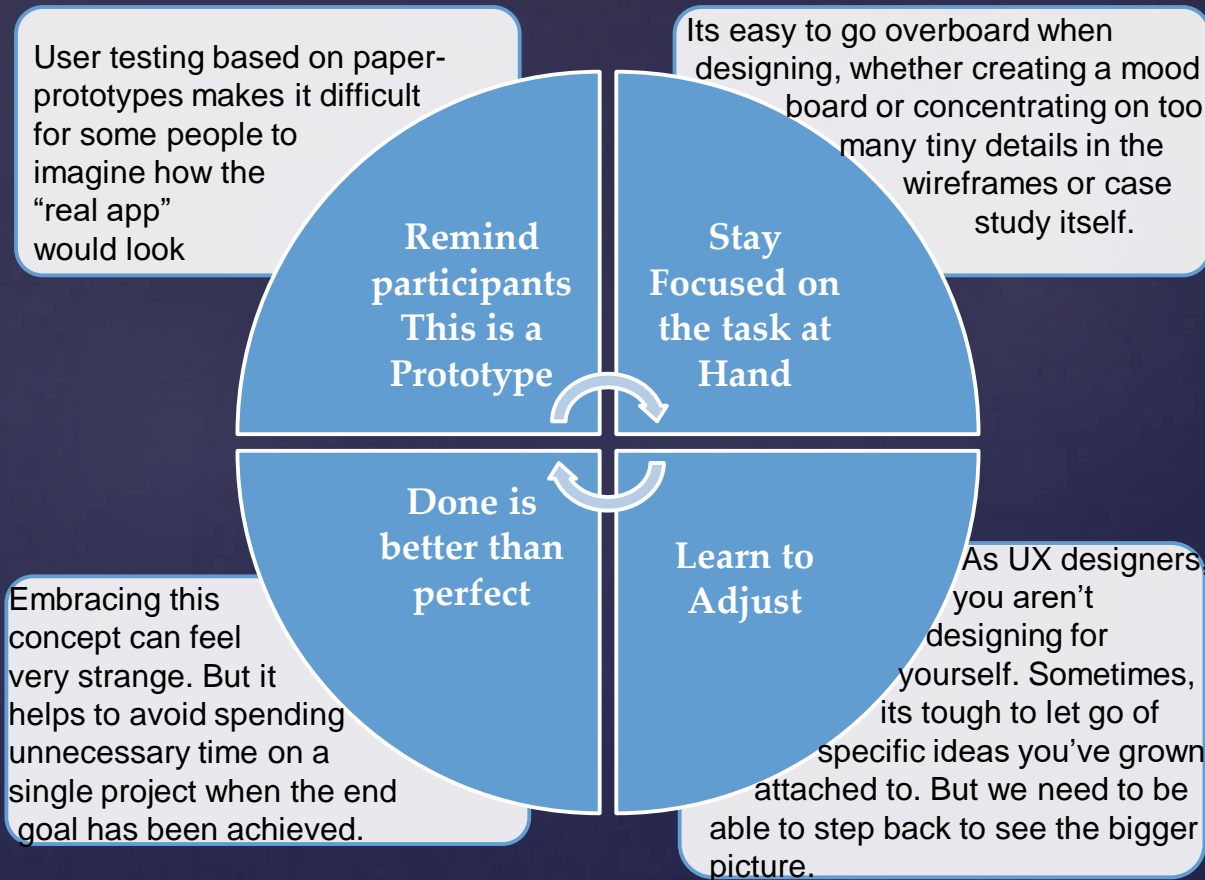 User testing based on paper-
prototypes makes it difficult
for some people to
imagine how the
“real app”
would look
Remind
participants
This is a
Prototype
Its easy to go overboard when
designing, whether creating a mood
board or concentrating on too
many tiny details in the
wireframes or case
study itself.
Stay
Focused on
the task at
Hand
Embracing this
concept can feel
very strange. But it
helps to avoid spending
unnecessary time on a
single project when the end
goal has been achieved.
Done is
better than
perfect
Learn to
Adjust
As UX designers,
you aren’t
designing for
yourself. Sometimes,
its tough to let go of
specific ideas you’ve grown
attached to. But we need to be
able to step back to see the bigger
picture.